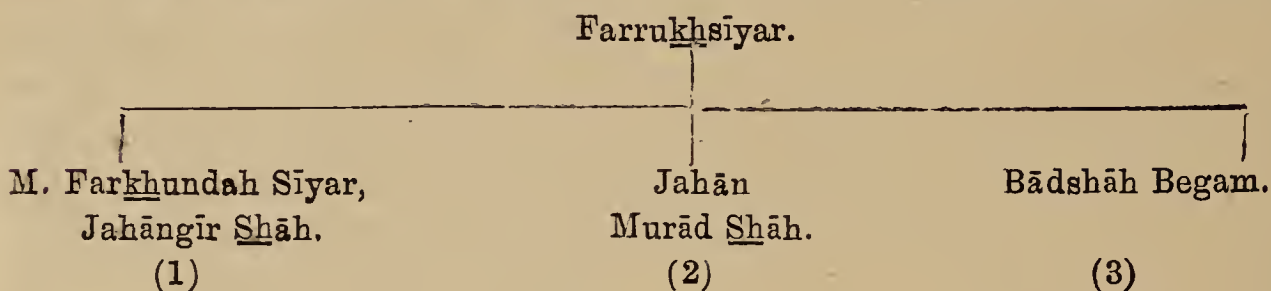 Farrukhsīyar.
M. Farkhundah Sīyar, Jahān Bādshāh Begam.
Jahāngīr Shāh. Murād Shāh.
(1) (2) (3)